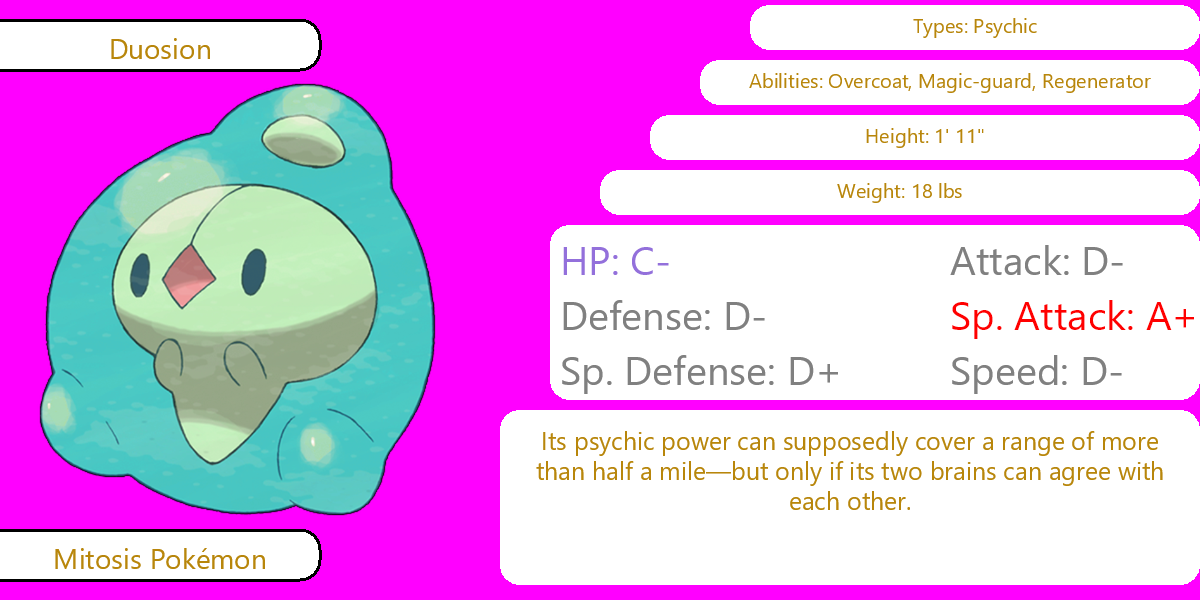 Duosion
Types: Psychic
Abilities: Overcoat, Magic-guard, Regenerator
Height: 1' 11"
Weight: 18 lbs
HP: C-
Attack: D-
Defense: D-
Sp. Attack: A+
Sp. Defense: D+
Speed: D-
Its psychic power can supposedly cover a range of more
than half a mile—but only if its two brains can agree with
each other.
Mitosis Pokémon